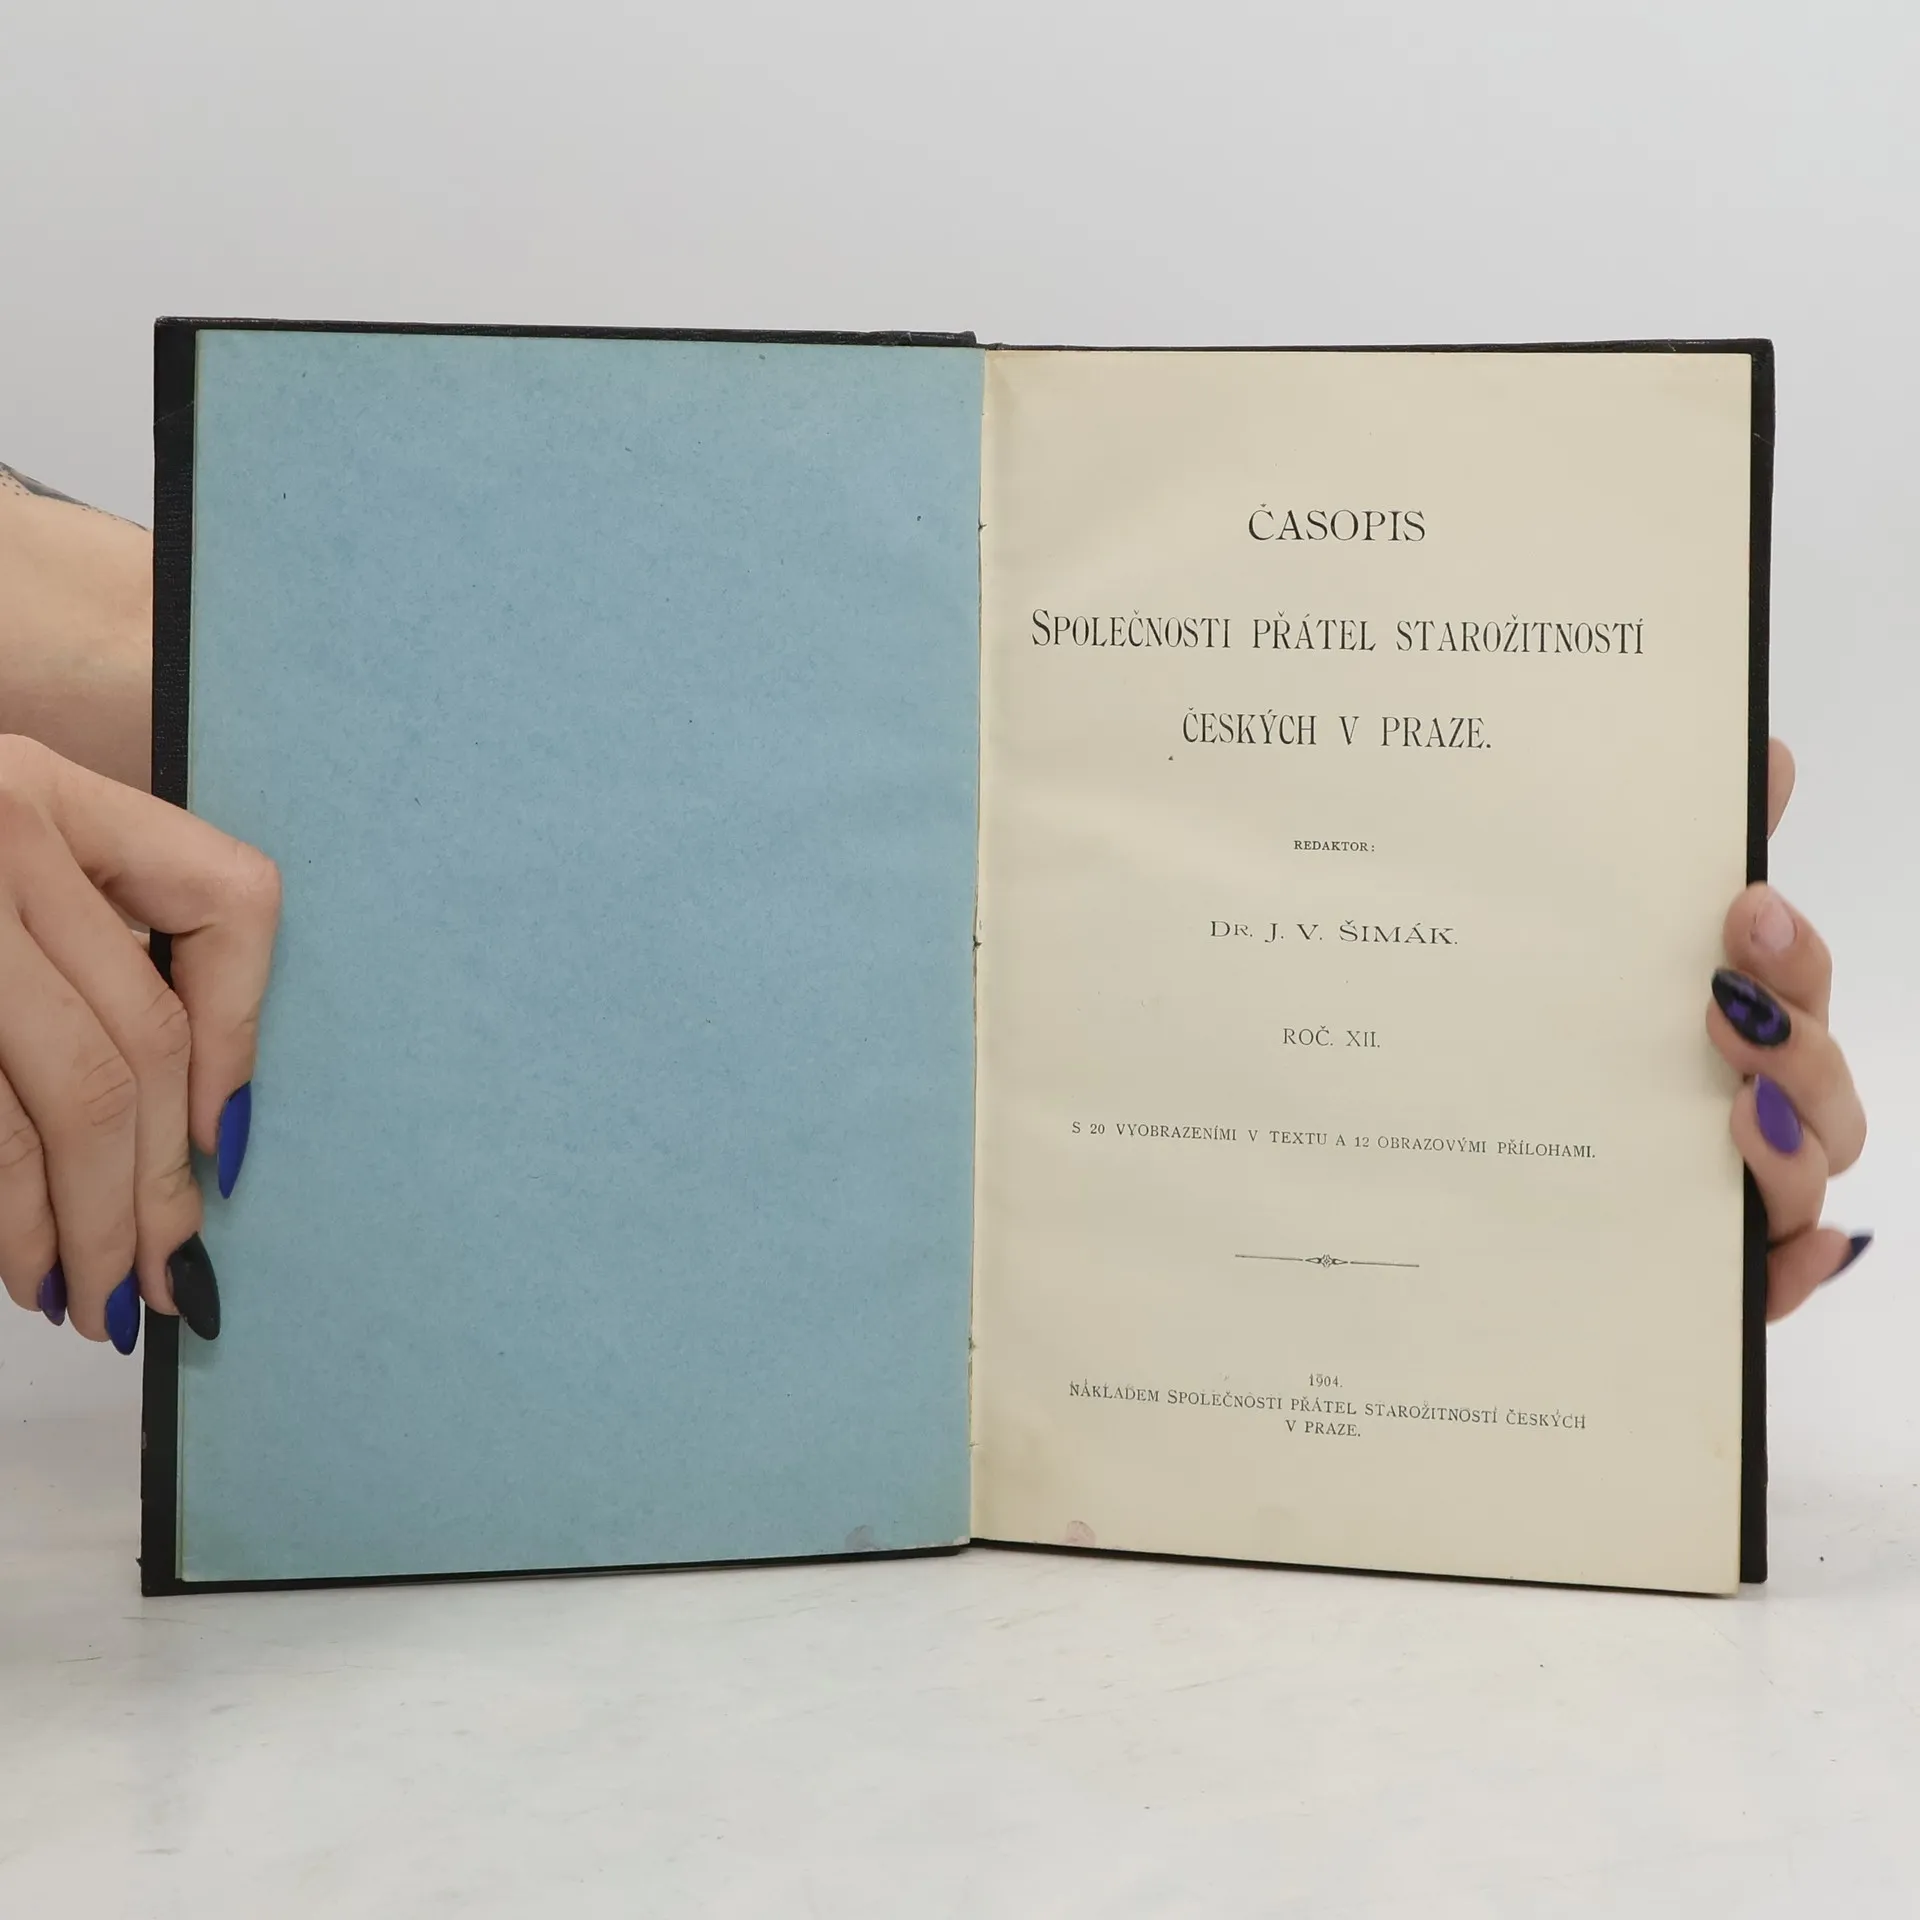 ČASOPIS
SPOLEČNOSTI PŘÁTEL STAROŽITNOSTÍ
ČESKÝCH V PRAZE.
REDAKTOR:
DR. J. V. ŠIMÁK.
ROČ. XII.
S 20 VYOBRAZENÍMI V TEXTU A 12 OBRAZOVÝMI PŘÍLOHAMI.
1904.
NÁKLADEM SPOLEČNOSTI PŘÁTEL STAROŽITNOSTÍ ČESKÝCH
V PRAZE.